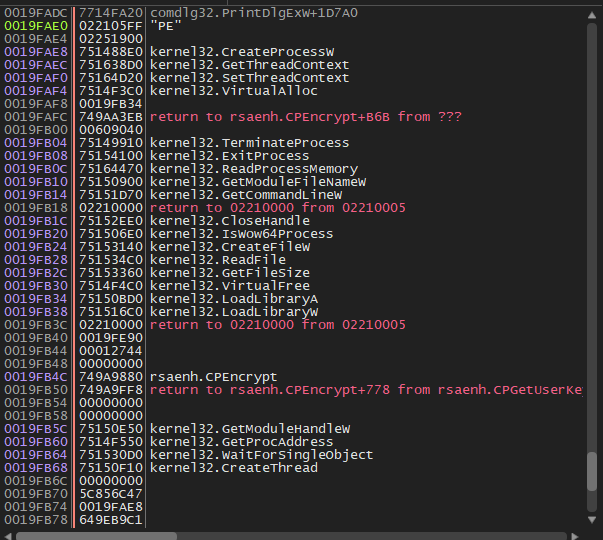 0019FADC 7714FA20 comdlg32.PrintDlgExW+1D7A0
0019FAE0 022105FF "PE"
0019FAE4 02251900
0019FAE8 751488E0 kernel32.CreateProcessW
0019FAEC 751638D0 kernel32.GetThreadContext
0019FAF0 75164D20 kernel32.SetThreadContext
0019FAF4 7514F3C0 kernel32.VirtualAlloc
0019FAF8 0019FB34
0019FAFC 749AA3EB return to rsaenh.CPEncrypt+B6B from ???
0019FB00 00609040
0019FB04 75149910 kernel32.TerminateProcess
0019FB08 75154100 kernel32.ExitProcess
0019FB0C 75164470 kernel32.ReadProcessMemory
0019FB10 75150900 kernel32.GetModuleFileNameW
0019FB14 75151D70 kernel32.GetCommandLineW
0019FB18 02210000 return to 02210000 from 02210005
0019FB1C 75152EE0 kernel32.CloseHandle
0019FB20 751506E0 kernel32.IsWow64Process
0019FB24 75153140 kernel32.CreateFileW
0019FB28 751534C0 kernel32.ReadFile
0019FB2C 75153360 kernel32.GetFileSize
0019FB30 7514F4C0 kernel32.VirtualFree
0019FB34 75150BD0 kernel32.LoadLibraryA
0019FB38 751516C0 kernel32.LoadLibraryW
0019FB3C 02210000 return to 02210000 from 02210005
0019FB40 0019FE90
0019FB44 00012744
0019FB48 00000000
0019FB4C 749A9880 rsaenh.CPEncrypt
0019FB50 749A9FF8 return to rsaenh.CPEncrypt+778 from rsaenh.CPGetUserKe
0019FB54 00000000
0019FB58 00000000
0019FB5C 75150E50 kernel32.GetModuleHandleW
0019FB60 7514F550 kernel32.GetProcAddress
0019FB64 751530D0 kernel32.WaitForSingleObject
0019FB68 75150F10 kernel32.CreateThread
0019FB6C 00000000
0019FB70 5C856C47
0019FB74 0019FAE8
0019FB78 649EB9C1